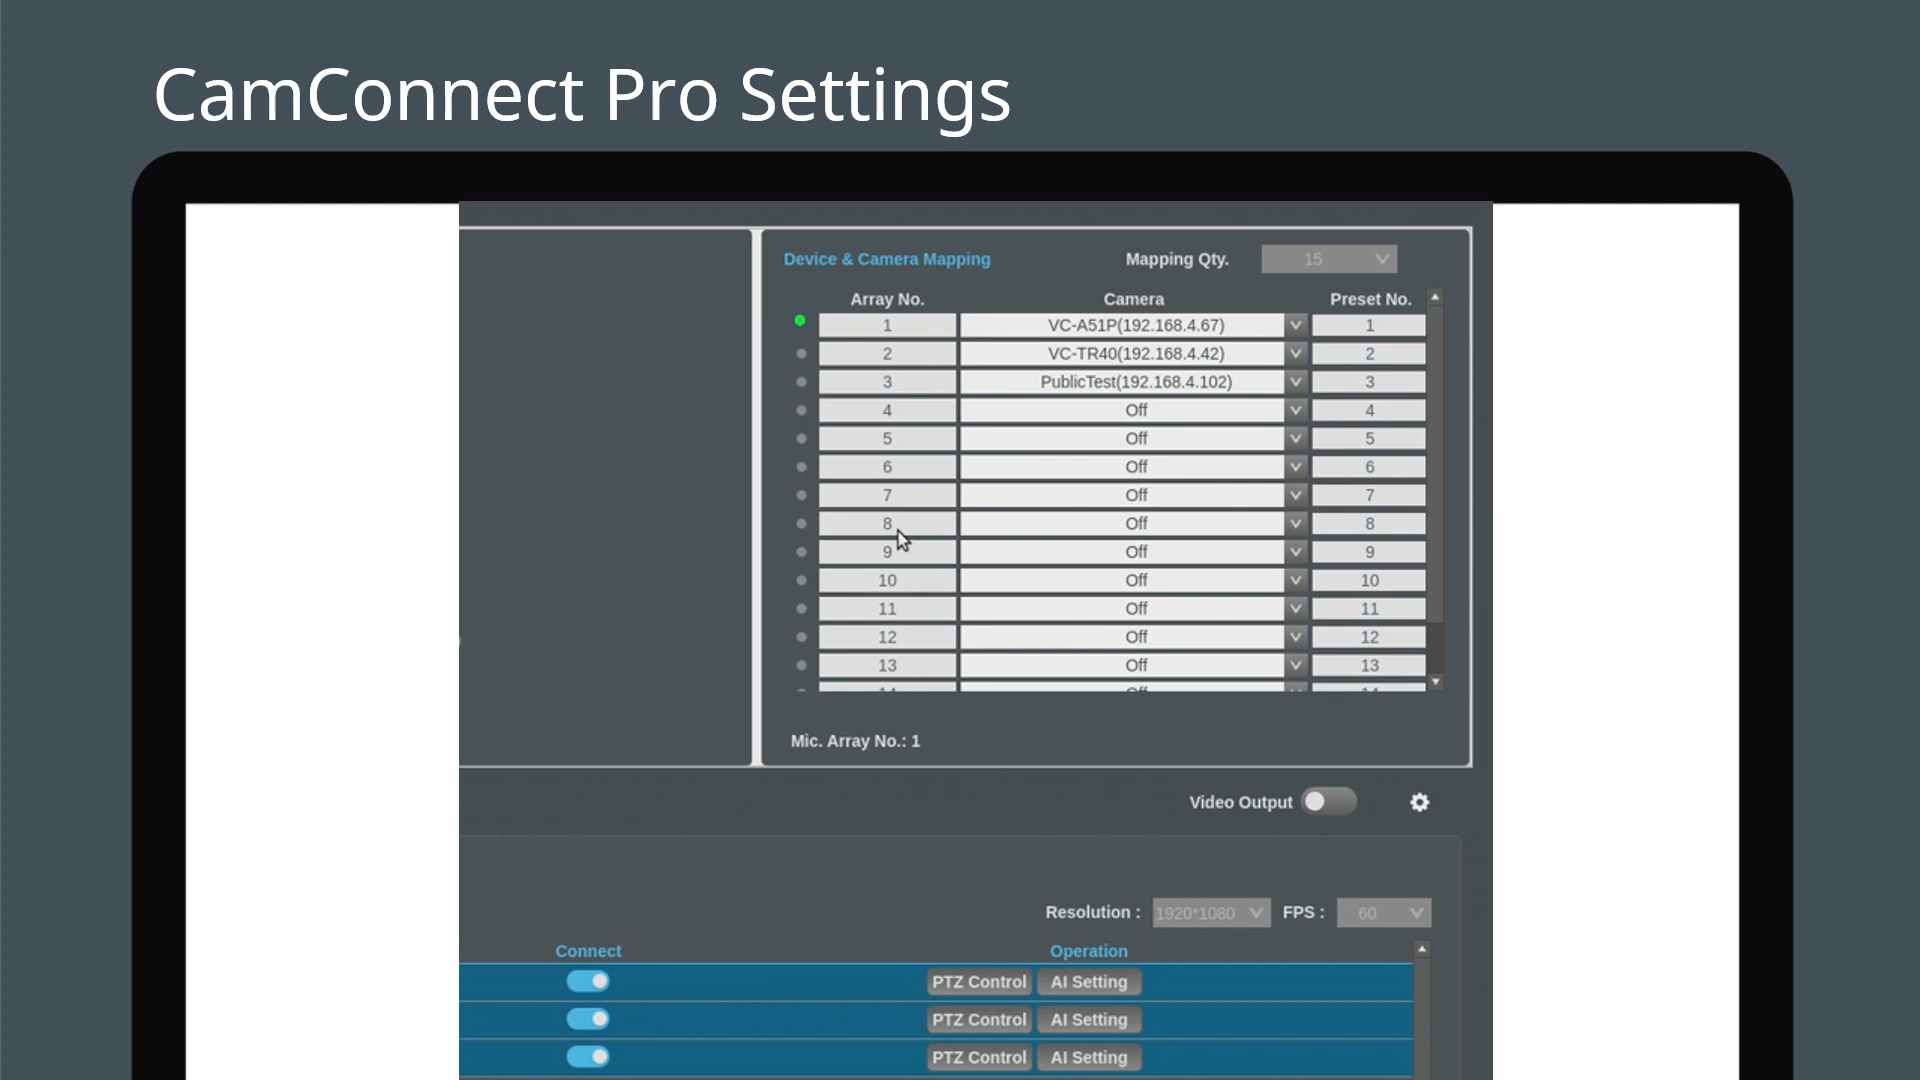 CamConnect Pro Settings
Device & Camera Mapping Mapping Qty. 15
Array No. Camera Preset No.
1 VC-A51P(192.168.4.67) 1
2 VC-TR40(192.168.4.42) 2
3 PublicTest(192.168.4.102) 3
4 Off 4
5 Off 5
6 Off 6
7 Off 7
8 Off 8
9 Off 9
10 Off 10
11 Off 11
12 Off 12
13 Off 13
14 Off 14
Mic. Array No.: 1
Video Output
Resolution : 1920*1080 FPS : 60
Connect Operation
PTZ Control AI Setting
PTZ Control AI Setting
PTZ Control AI Setting